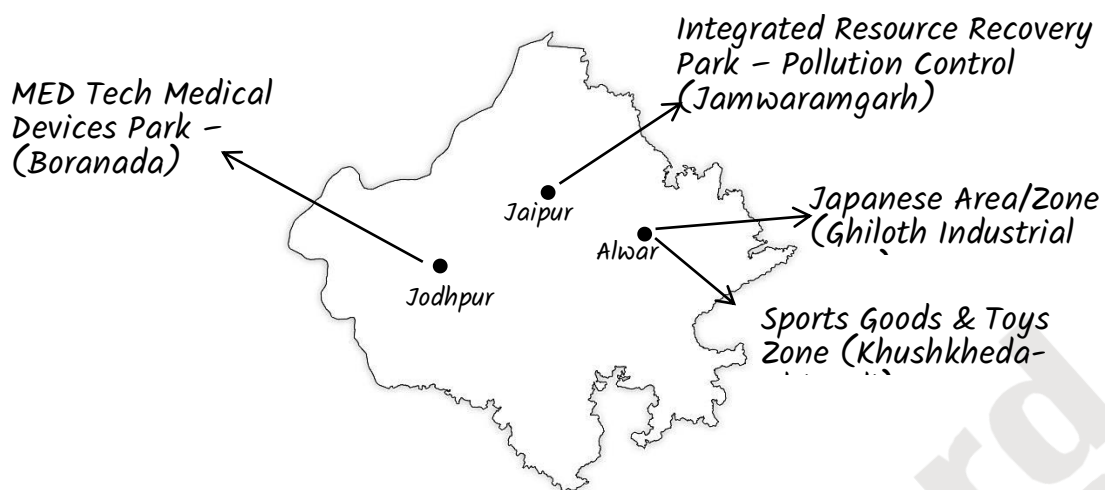 Integrated Resource Recovery
Park – Pollution Control
(Jamwaramgarh)
MED Tech Medical
Devices Park –
(Boranada)
Jaipur
Japanese Area/Zone
(Ghiloth Industrial
Alwar
Jodhpur
Sports Goods & Toys
Zone (Khushkheda-